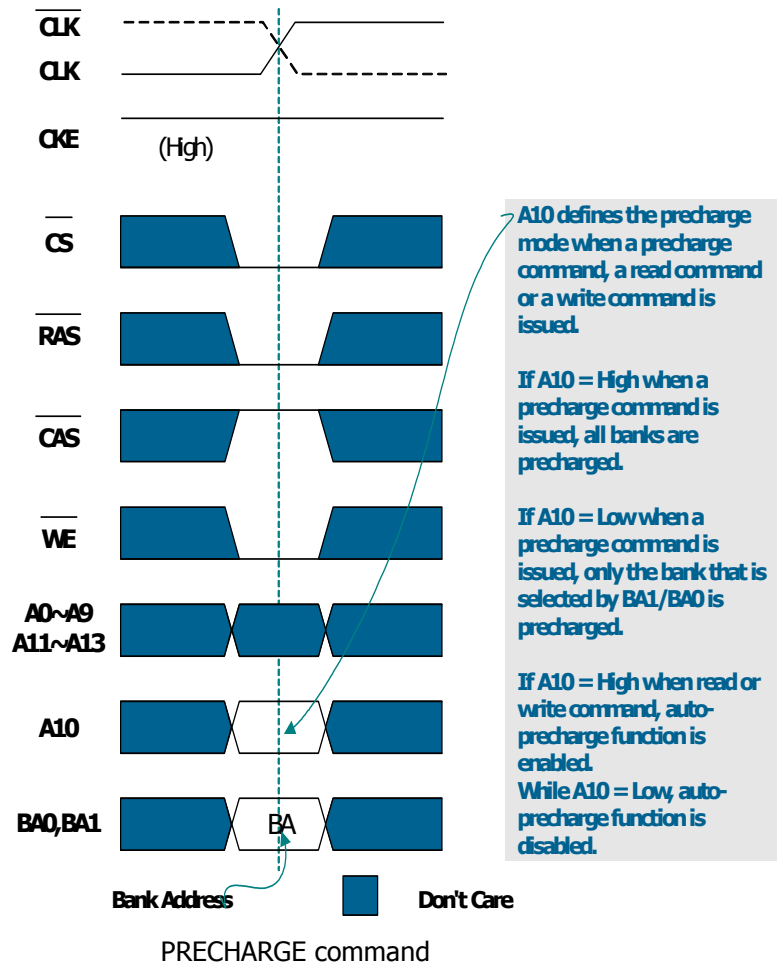 CLK
CLK
CKE
(High)
CS
RAS
CAS
WE
A0~A9
A11~A13
A10
BA0,BA1
BA
Bank Address
Don't Care
PRECHARGE command
A10 defines the precharge
mode when a precharge
command, a read command
or a write command is
issued.
If A10 = High when a
precharge command is
issued, all banks are
precharged.
If A10 = Low when a
precharge command is
issued, only the bank that is
selected by BA1/BA0 is
precharged.
If A10 = High when read or
write command, auto-
precharge function is
enabled.
While A10 = Low, auto-
precharge function is
disabled.